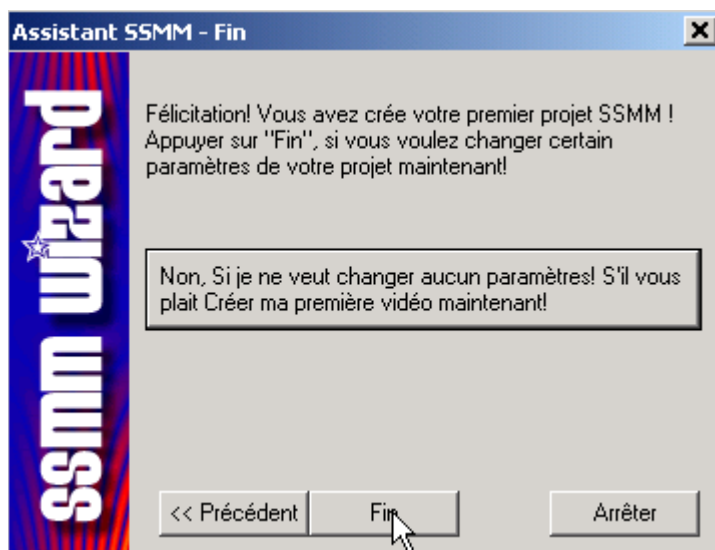 Assistant SSMM - Fin
ssmm wizard
Félicitation! Vous avez crée votre premier projet SSMM !
Appuyer sur "Fin", si vous voulez changer certain
paramètres de votre projet maintenant!
Non, Si je ne veut changer aucun paramètres! S'il vous
plait Créer ma première vidéo maintenant!
<< Précédent
Fin
Arrêter